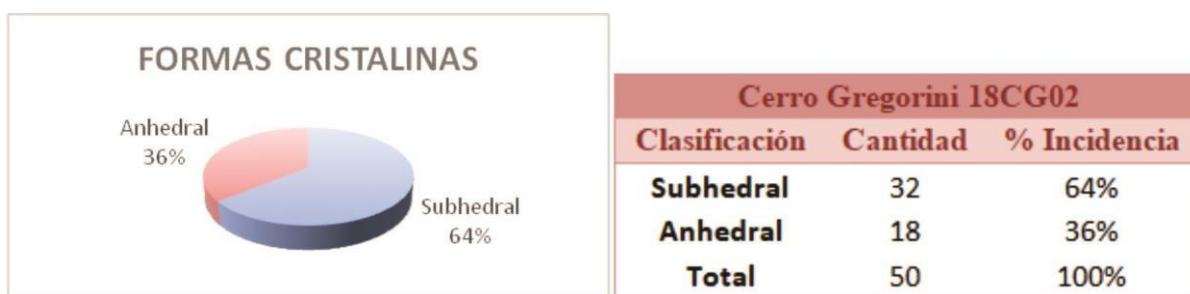 FORMAS CRISTALINAS
Anhedral
36%
Subhedral
64%
Cerro Gregorini 18CG02
Clasificación Cantidad % Incidencia
Subhedral 32 64%
Anhedral 18 36%
Total 50 100%